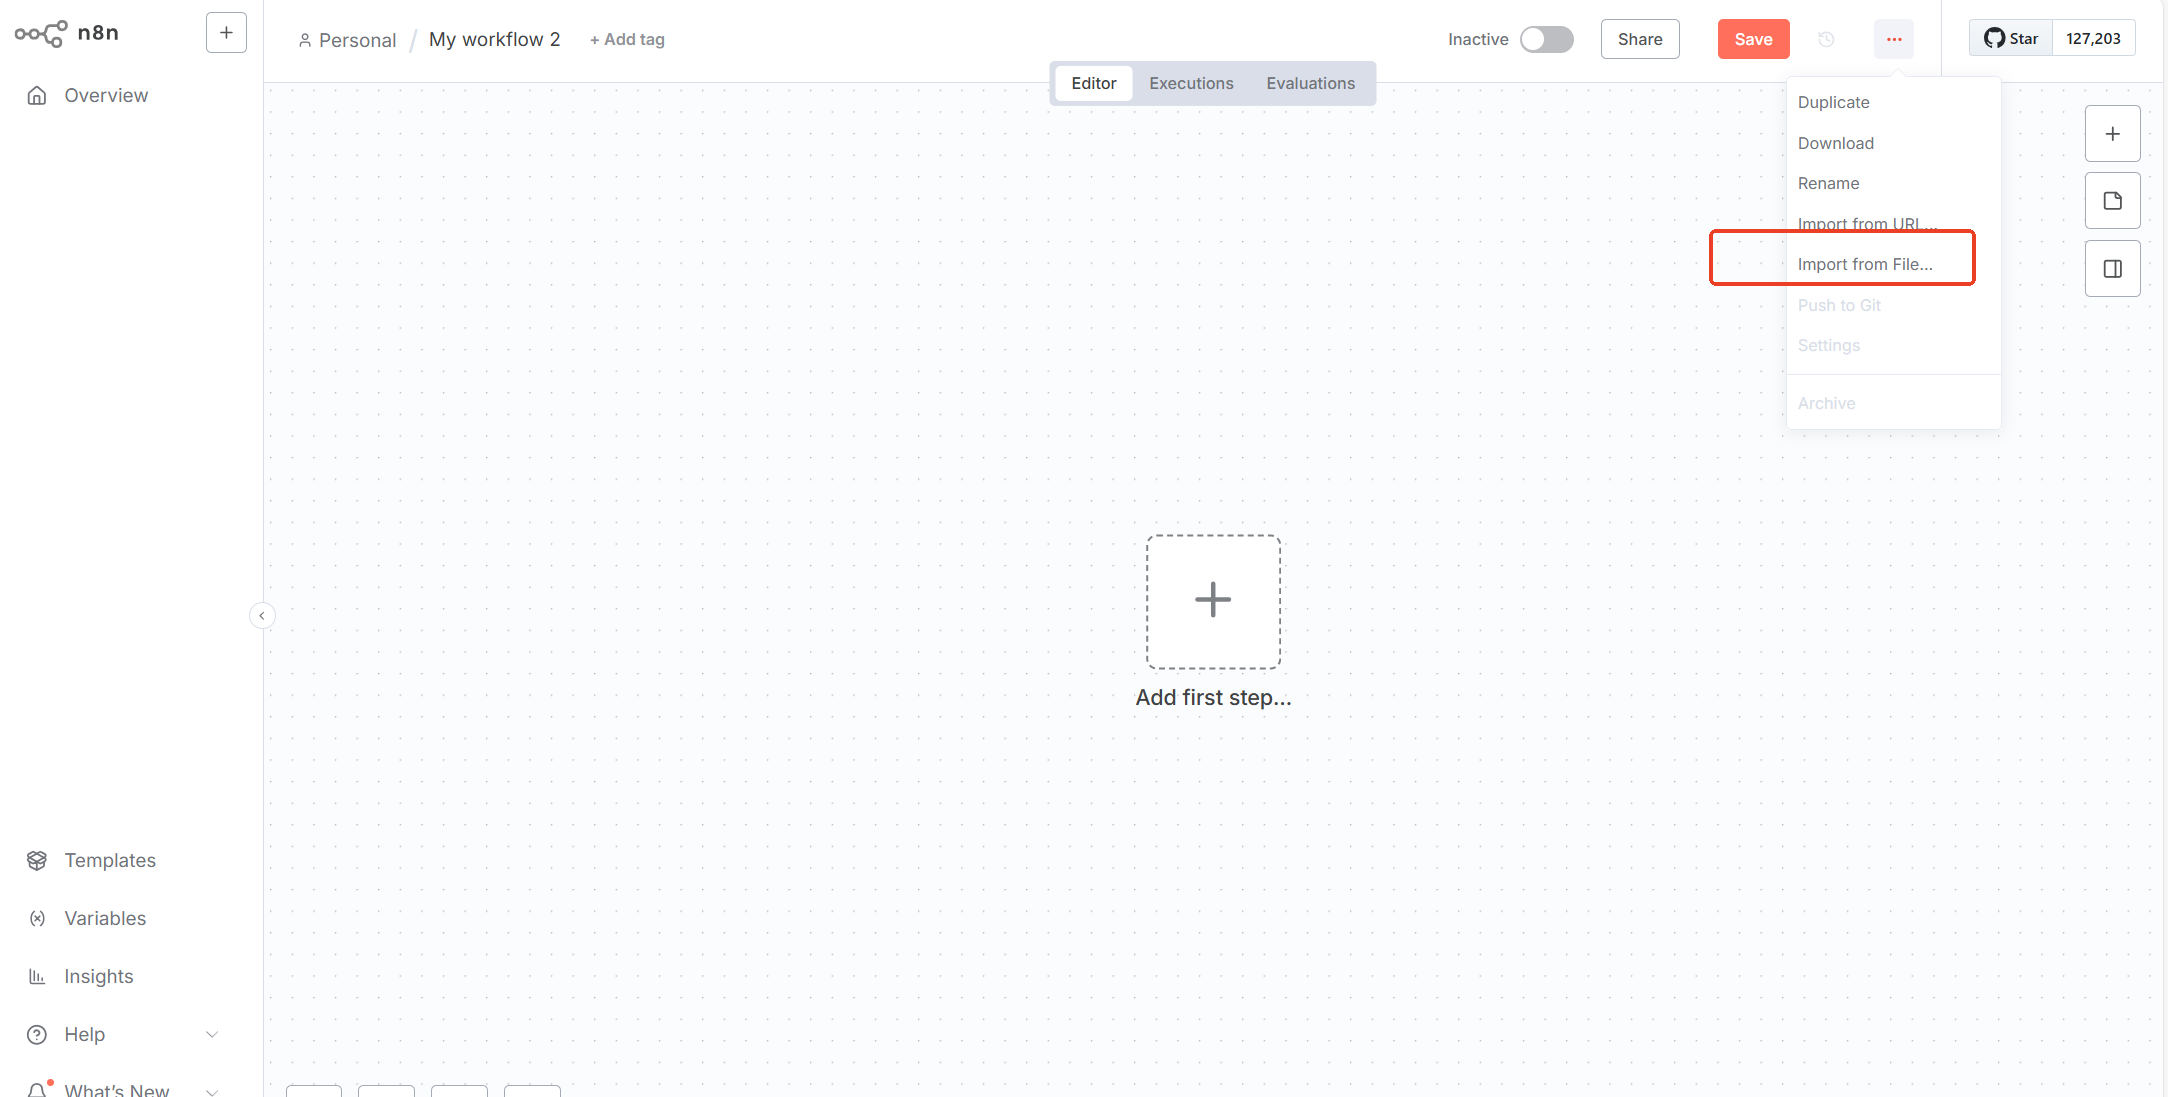 n8n
Personal / My workflow 2 + Add tag
Inactive
Share
Save
Star 127,203
Editor Executions Evaluations
Overview
Duplicate
Download
Rename
Import from URL...
Import from File...
Push to Git
Settings
Archive
Add first step...
Templates
Variables
Insights
Help
What's New